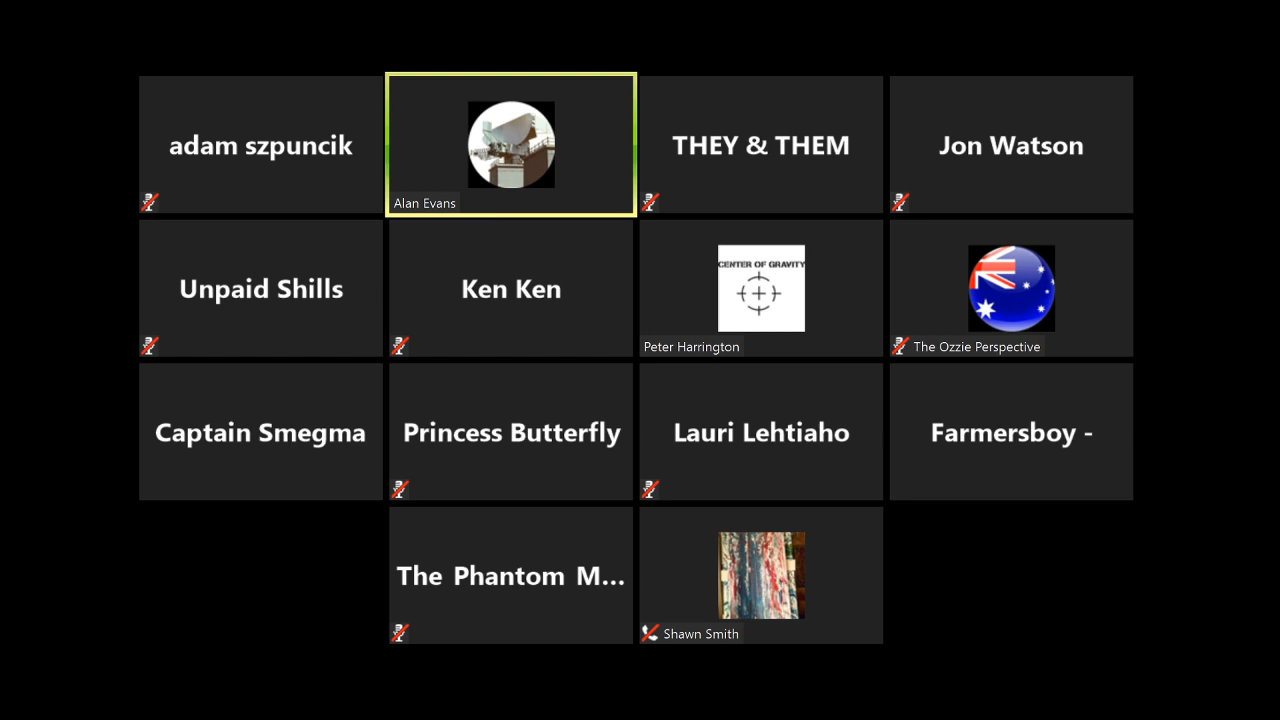 adam szpuncik
Alan Evans
THEY & THEM
Jon Watson
Unpaid Shills
Ken Ken
CENTER OF GRAVITY
Peter Harrington
The Ozzie Perspective
Captain Smegma
Princess Butterfly
Lauri Lehtiaho
Farmersboy -
The Phantom M...
Shawn Smith